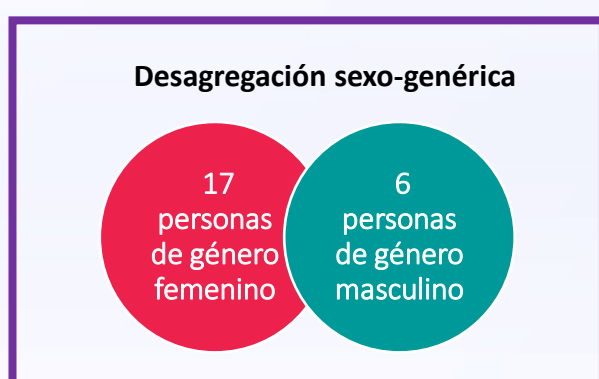 Desagregación sexo-genérica
17
personas
de género
femenino
6
personas
de género
masculino